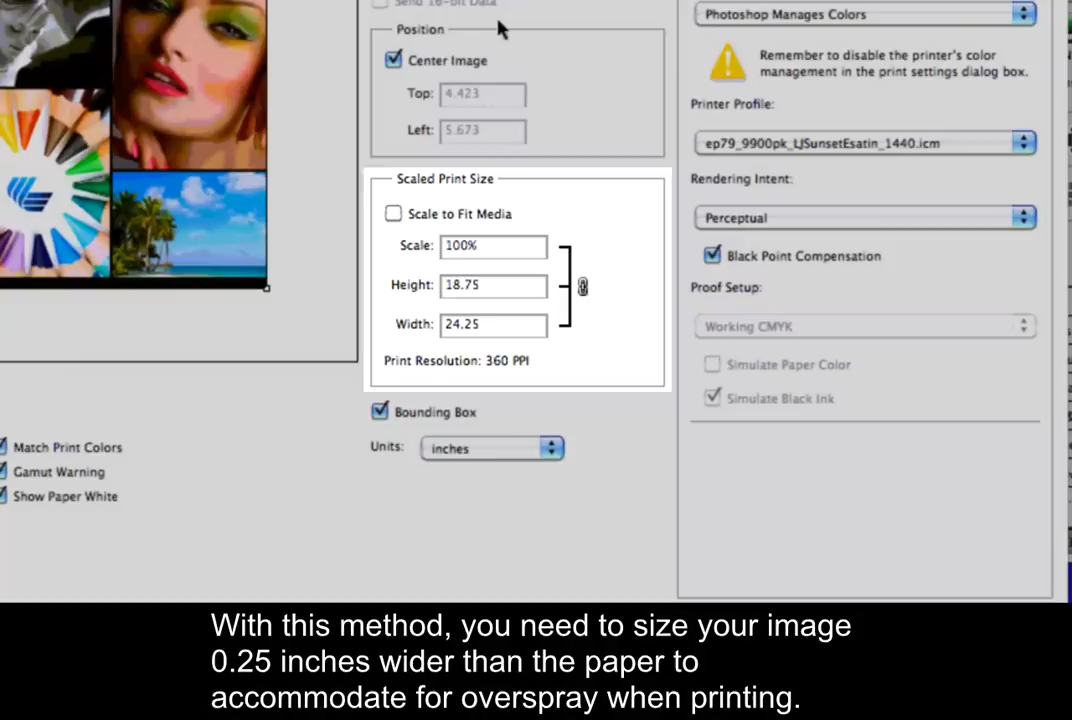 Send 16-bit Data
Position
Center Image
Top: 4.423
Left: 5.673
Scaled Print Size
Scale to Fit Media
Scale: 100%
Height: 18.75
Width: 24.25
Print Resolution: 360 PPI
Bounding Box
Units: inches
Match Print Colors
Gamut Warning
Show Paper White
Photoshop Manages Colors
Remember to disable the printer's color
management in the print settings dialog box.
Printer Profile:
ep79_9900pk_LJSunsetEsatin_1440.icm
Rendering Intent:
Perceptual
Black Point Compensation
Proof Setup:
Working CMYK
Simulate Paper Color
Simulate Black Ink
With this method, you need to size your image
0.25 inches wider than the paper to
accommodate for overspray when printing.